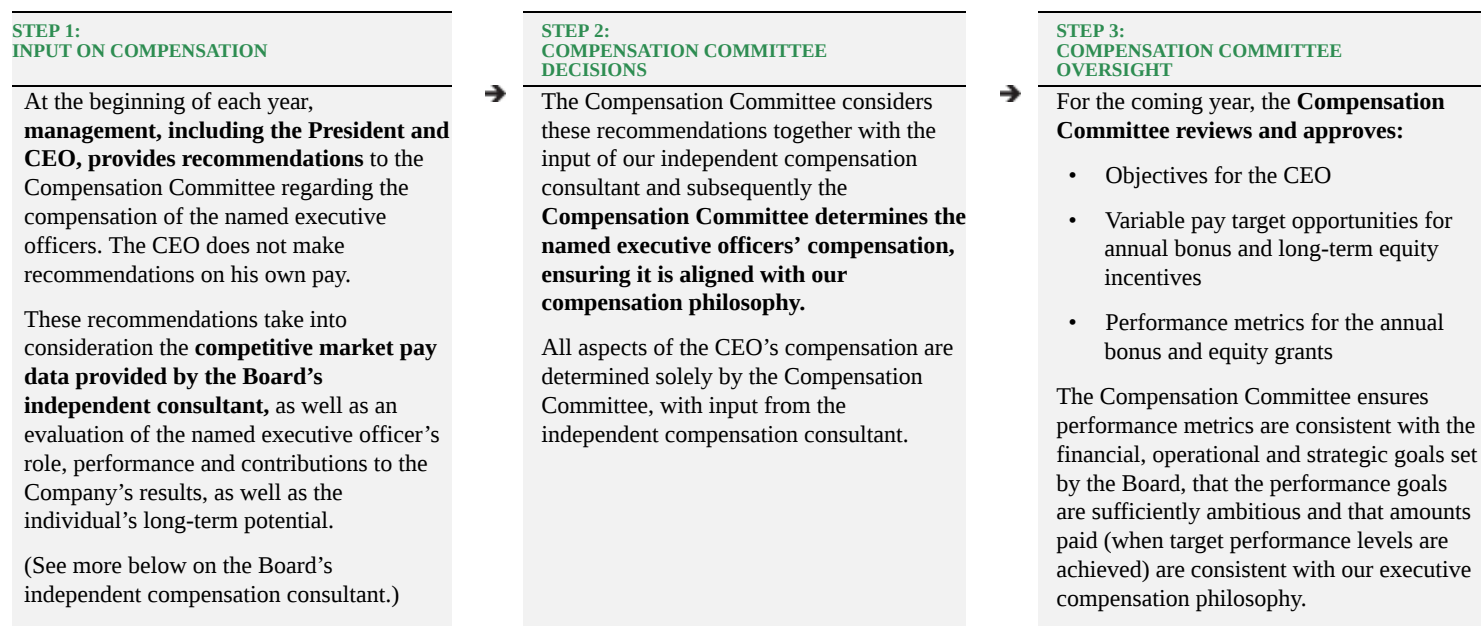 STEP 1:
INPUT ON COMPENSATION
At the beginning of each year,
management, including the President and
CEO, provides recommendations to the
Compensation Committee regarding the
compensation of the named executive
officers. The CEO does not make
recommendations on his own pay.
These recommendations take into
consideration the competitive market pay
data provided by the Board’s
independent consultant, as well as an
evaluation of the named executive officer’s
role, performance and contributions to the
Company’s results, as well as the
individual’s long-term potential.
(See more below on the Board’s
independent compensation consultant.)
STEP 2:
COMPENSATION COMMITTEE
DECISIONS
The Compensation Committee considers
these recommendations together with the
input of our independent compensation
consultant and subsequently the
Compensation Committee determines the
named executive officers’ compensation,
ensuring it is aligned with our
compensation philosophy.
All aspects of the CEO’s compensation are
determined solely by the Compensation
Committee, with input from the
independent compensation consultant.
STEP 3:
COMPENSATION COMMITTEE
OVERSIGHT
For the coming year, the Compensation
Committee reviews and approves:
• Objectives for the CEO
• Variable pay target opportunities for
annual bonus and long-term equity
incentives
• Performance metrics for the annual
bonus and equity grants
The Compensation Committee ensures
performance metrics are consistent with the
financial, operational and strategic goals set
by the Board, that the performance goals
are sufficiently ambitious and that amounts
paid (when target performance levels are
achieved) are consistent with our executive
compensation philosophy.